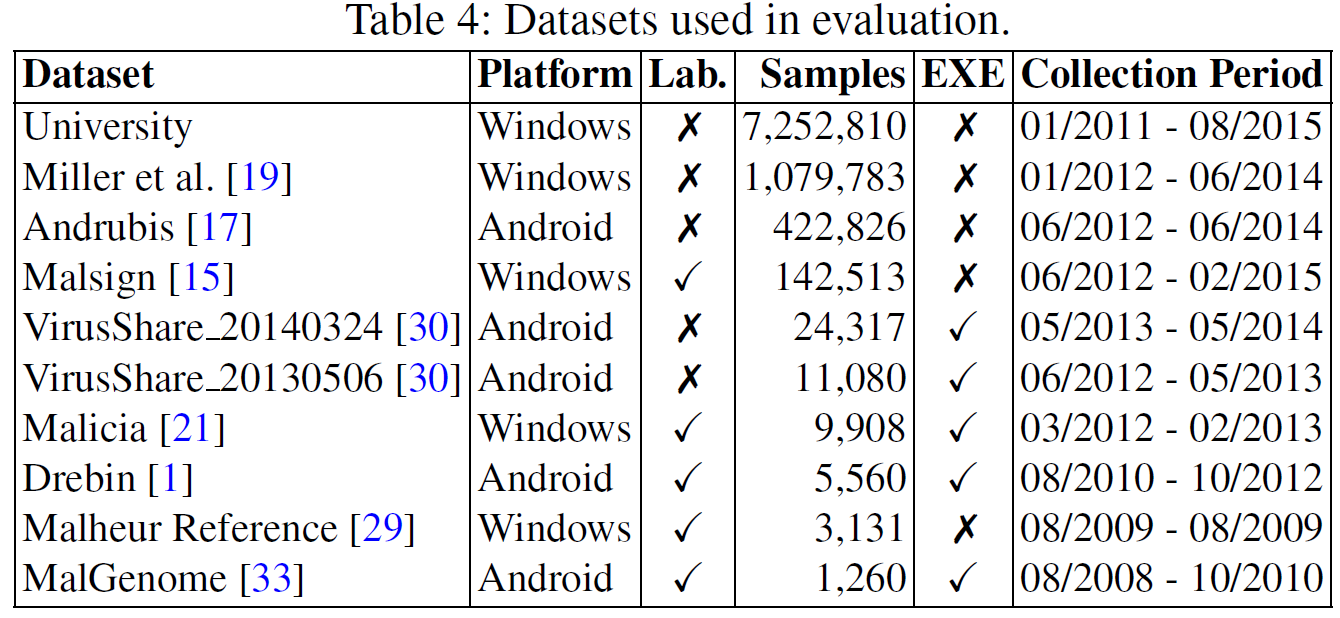 Table 4: Datasets used in evaluation.
Dataset Platform Lab. Samples EXE Collection Period
University Windows ✗ 7,252,810 ✗ 01/2011 - 08/2015
Miller et al. [19] Windows ✗ 1,079,783 ✗ 01/2012 - 06/2014
Andrubis [17] Android ✗ 422,826 ✗ 06/2012 - 06/2014
Malsign [15] Windows ✓ 142,513 ✗ 06/2012 - 02/2015
VirusShare_20140324 [30] Android ✗ 24,317 ✓ 05/2013 - 05/2014
VirusShare_20130506 [30] Android ✗ 11,080 ✓ 06/2012 - 05/2013
Malicia [21] Windows ✓ 9,908 ✓ 03/2012 - 02/2013
Drebin [1] Android ✓ 5,560 ✓ 08/2010 - 10/2012
Malheur Reference [29] Windows ✓ 3,131 ✗ 08/2009 - 08/2009
MalGenome [33] Android ✓ 1,260 ✓ 08/2008 - 10/2010